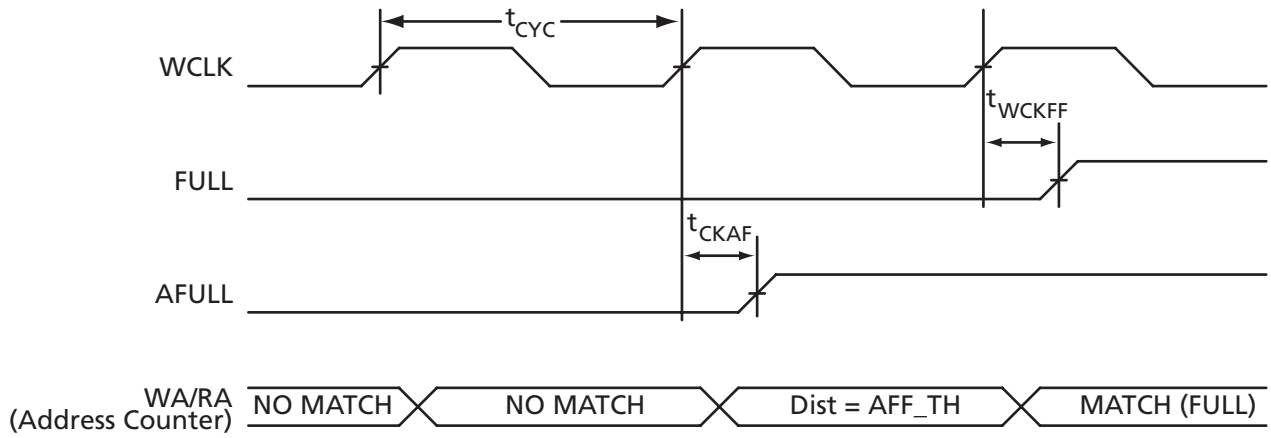 tCYC
WCLK
tWCKFF
FULL
tCKAF
AFULL
WA/RA
(Address Counter)
NO MATCH
NO MATCH
Dist = AFF_TH
MATCH (FULL)